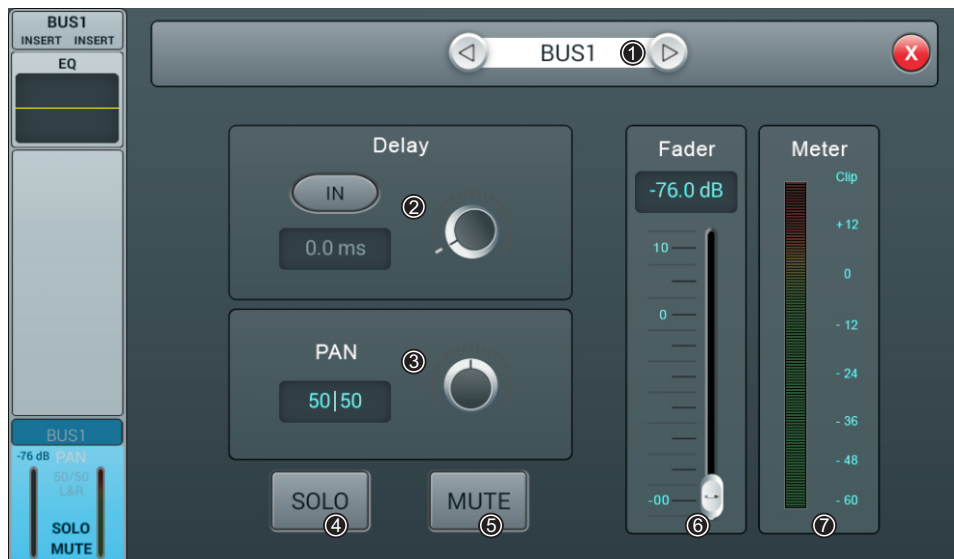 BUS1
INSERT INSERT
EQ
BUS1
-76 dB PAN
50/50
L&R
SOLO
MUTE
BUS1 ①
X
Delay
IN
②
0.0 ms
PAN
③
50|50
SOLO
④
MUTE
⑤
Fader
-76.0 dB
10
0
-00
⑥
Meter
Clip
+12
0
- 12
- 24
- 36
- 48
- 60
⑦